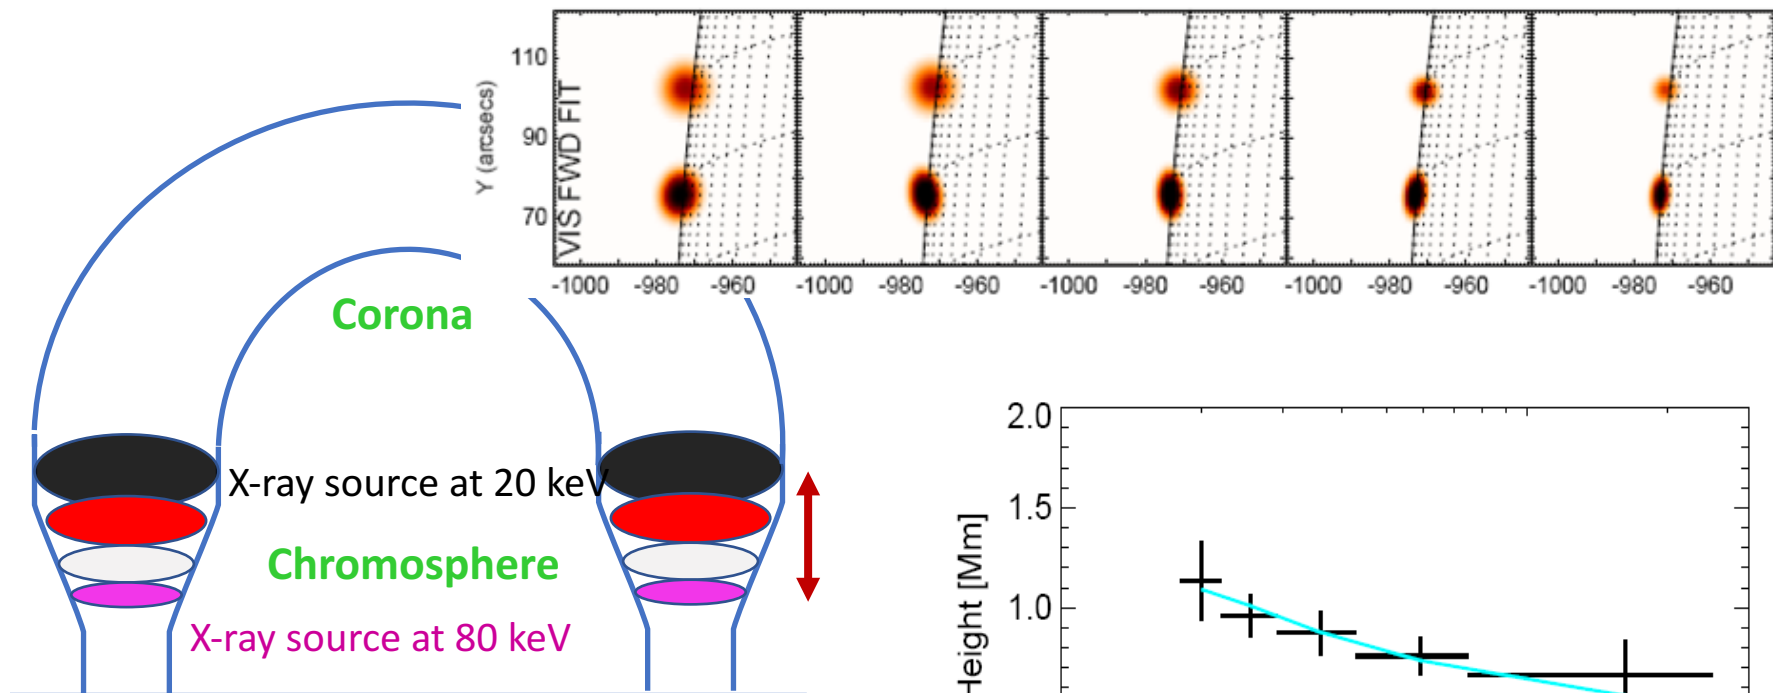 110
90
70
Y (arcsecs)
VIS FWD FIT
-1000 -980 -960 -1000 -980 -960 -1000 -980 -960 -1000 -980 -960 -1000 -980 -960
Corona
X-ray source at 20 keV
Chromosphere
X-ray source at 80 keV
2.0
1.5
1.0
Height [Mm]